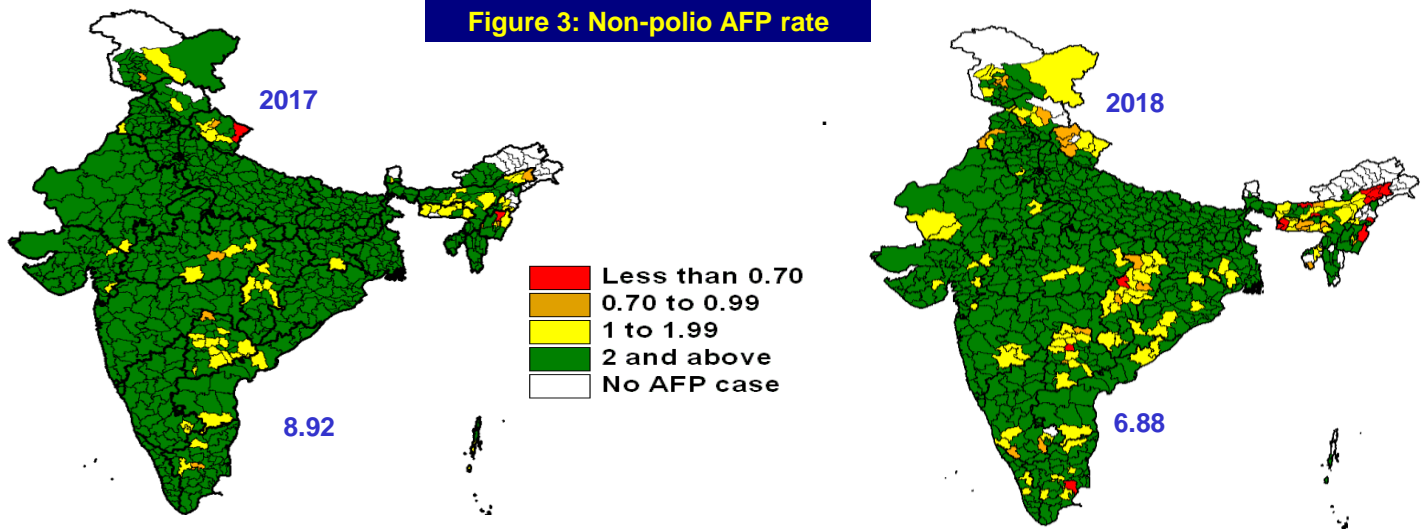 Figure 3: Non-polio AFP rate
2017
2018
Less than 0.70
0.70 to 0.99
1 to 1.99
2 and above
No AFP case
8.92
6.88